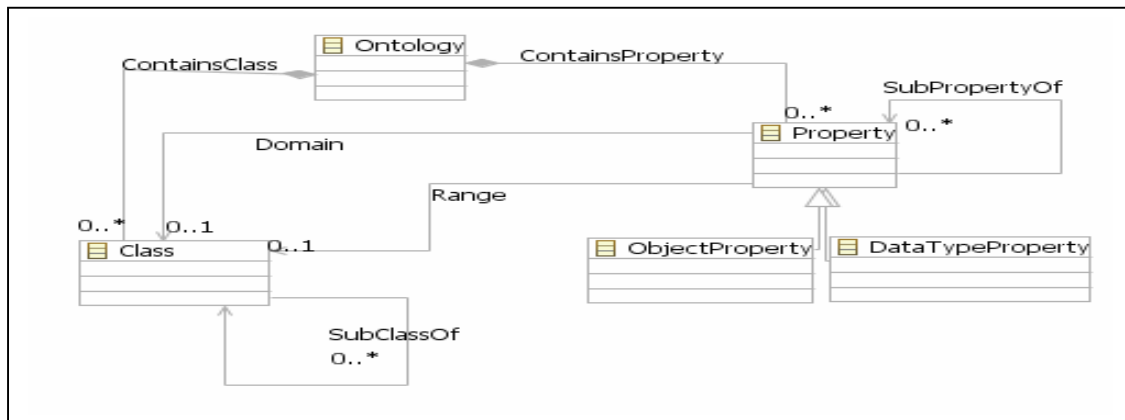 Ontology
ContainsClass
ContainsProperty
SubPropertyOf
0..*
0..*
Property
Domain
Range
0..*
0..1
0..1
Class
ObjectProperty
DataTypeProperty
SubClassOf
0..*